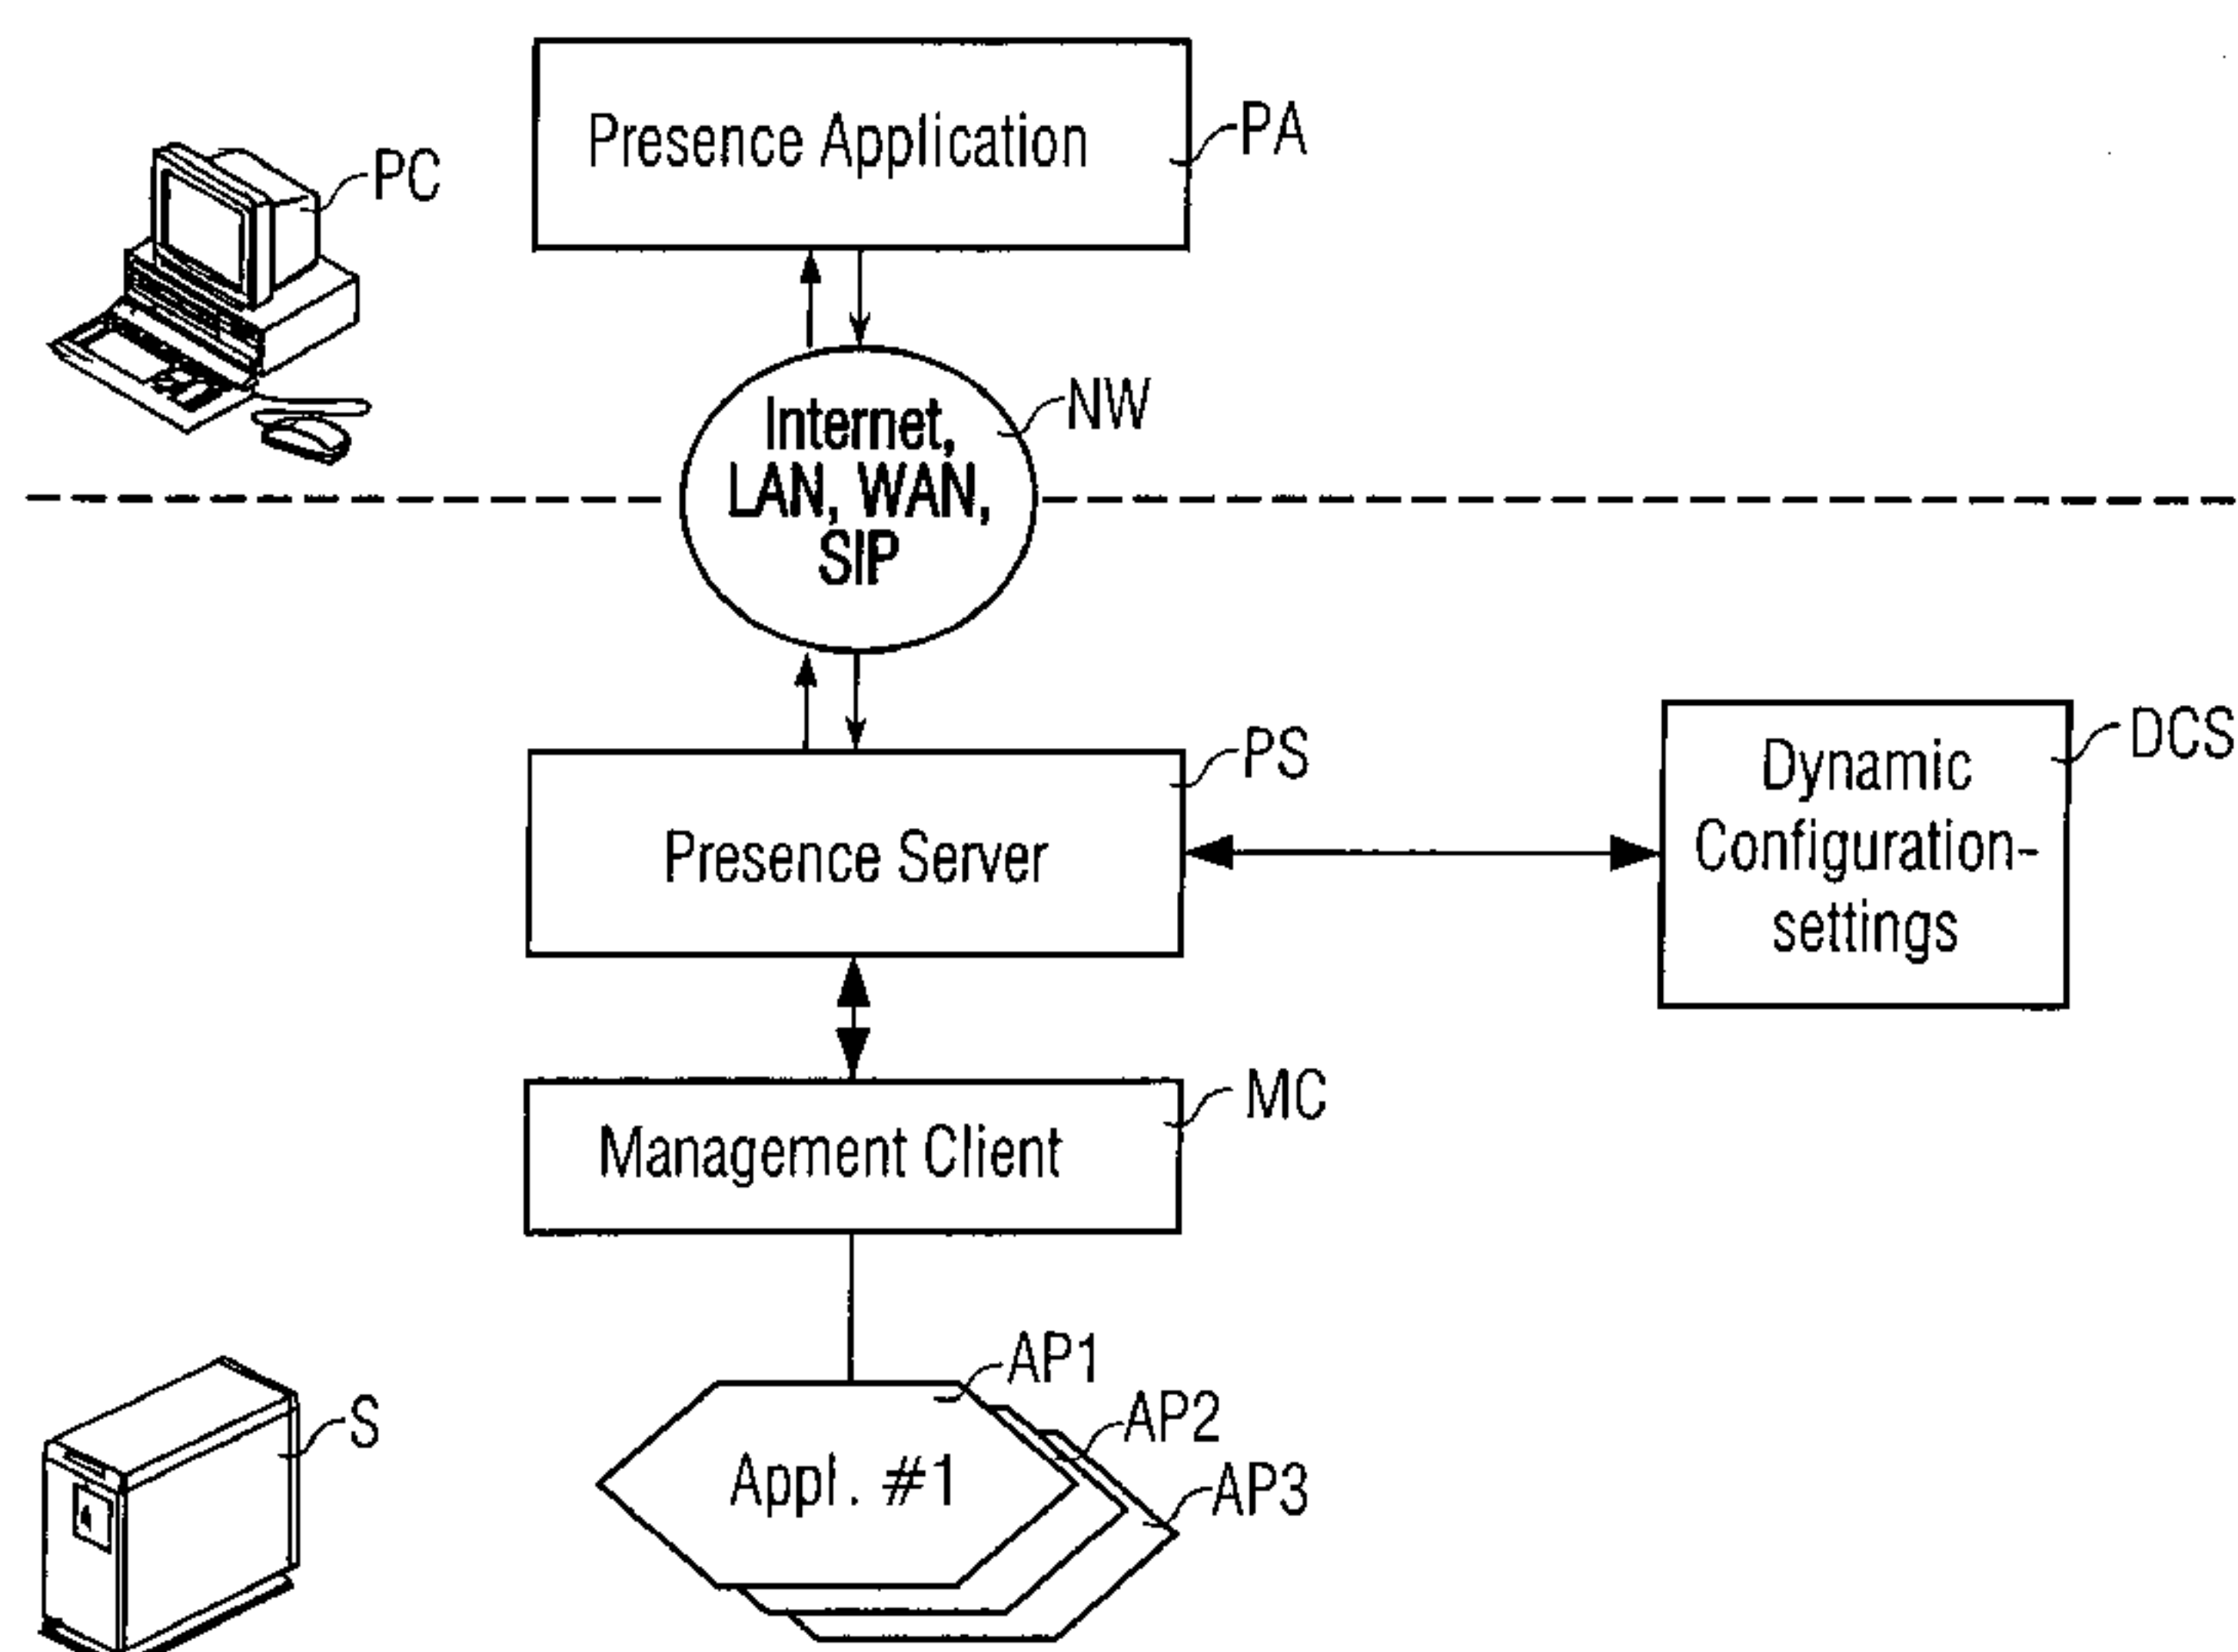 Presence Application
PA
PC
NW
Internet,
LAN, WAN,
SIP
PS
Presence Server
DCS
Dynamic
Configuration-
settings
MC
Management Client
AP1
AP2
AP3
Appl. #1
S